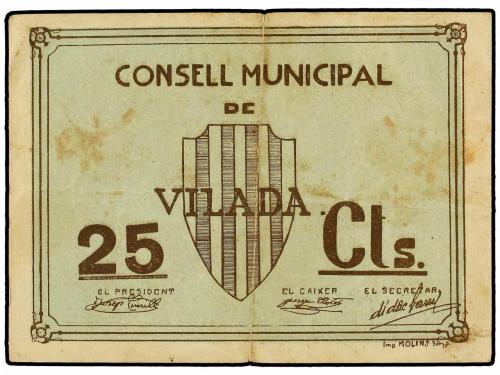 CONSELL MUNICIPAL
DE
VILADA.
25 Cts.
EL PRESIDENT EL CAIXER EL SECRETARI
Imp. MOLINS